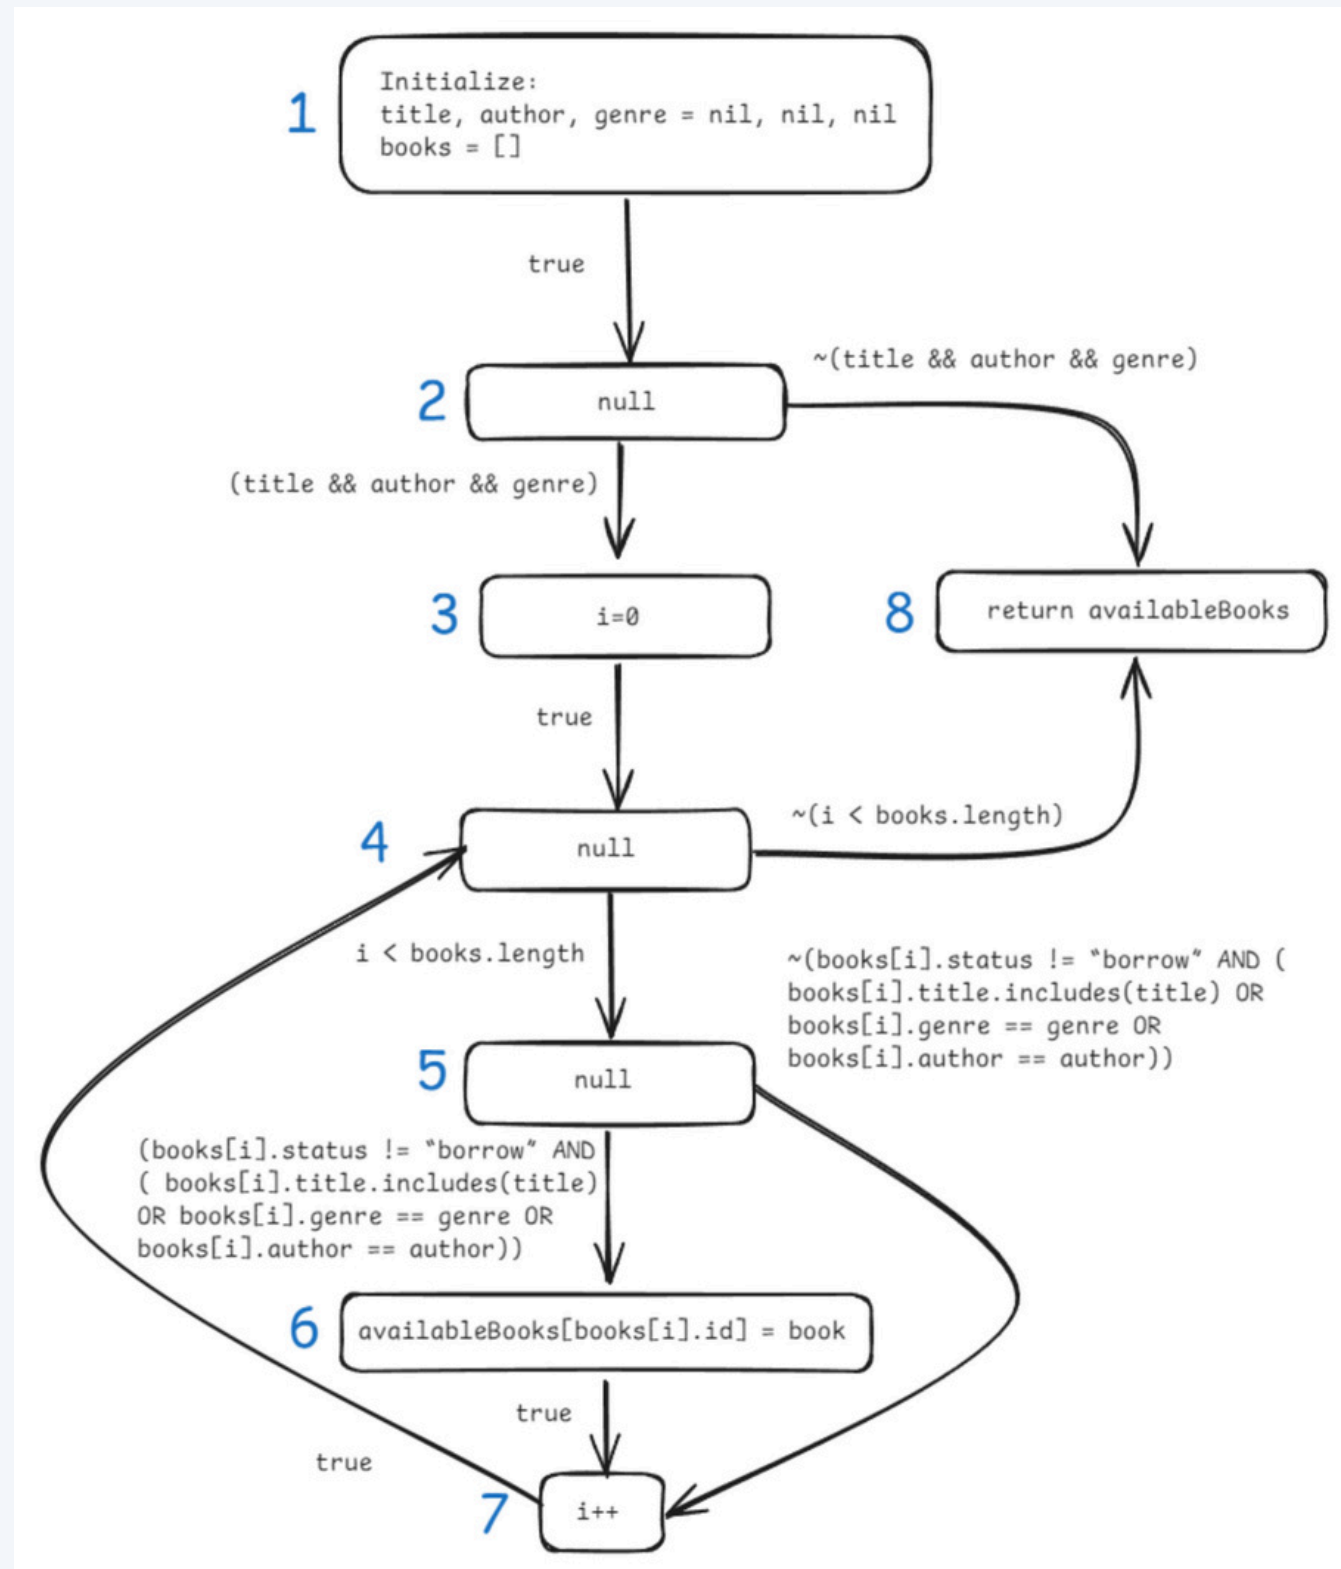 1
Initialize:
title, author, genre = nil, nil, nil
books = []
true
2
null
~(title && author && genre)
(title && author && genre)
3
i=0
8
return availableBooks
true
4
null
~(i < books.length)
i < books.length
~(books[i].status != "borrow" AND (
books[i].title.includes(title) OR
books[i].genre == genre OR
books[i].author == author))
5
null
(books[i].status != "borrow" AND
( books[i].title.includes(title)
OR books[i].genre == genre OR
books[i].author == author))
6
availableBooks[books[i].id] = book
true
true
7
i++